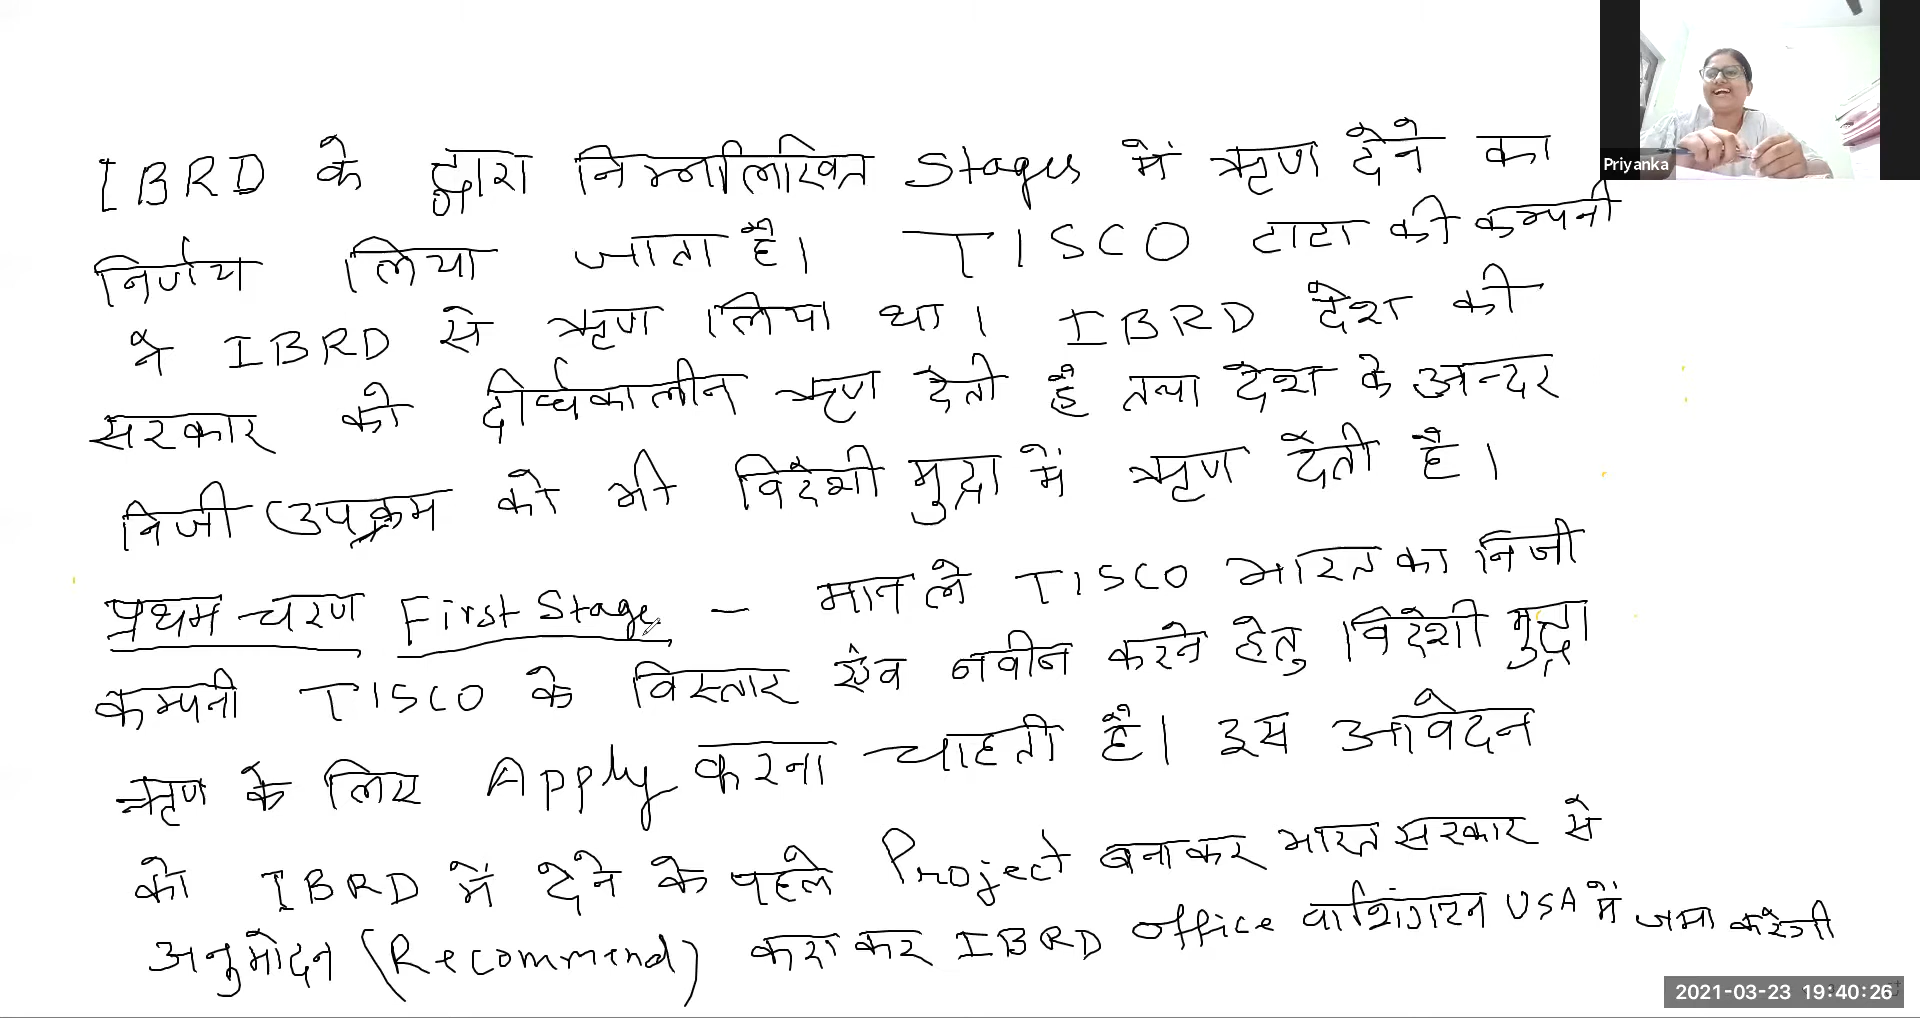 IBRD के द्वारा निम्नलिखित Stages में ऋण देने का
Priyanka
निर्णय लिया जाता है। TISCO टाटा की कम्पनी
ने IBRD से ऋण लिया था। IBRD देश की
सरकार को दीर्घकालीन ऋण देती है तथा देश के अन्दर
निजी उपक्रम को भी विदेशी मुद्रा में ऋण देती है।
प्रथम चरण First Stage - मान ले TISCO भारत का निजी
कम्पनी TISCO के विस्तार एंव नवीन करने हेतु विदेशी मुद्रा
ऋण के लिए Apply करना चाहती है। इस आवेदन
को IBRD में देने के पहले Project बनाकर भारत सरकार से
अनुमोदन (Recommend) कराकर IBRD office वाशिंगटन USA में जमा करेगी
2021-03-23 19:40:26